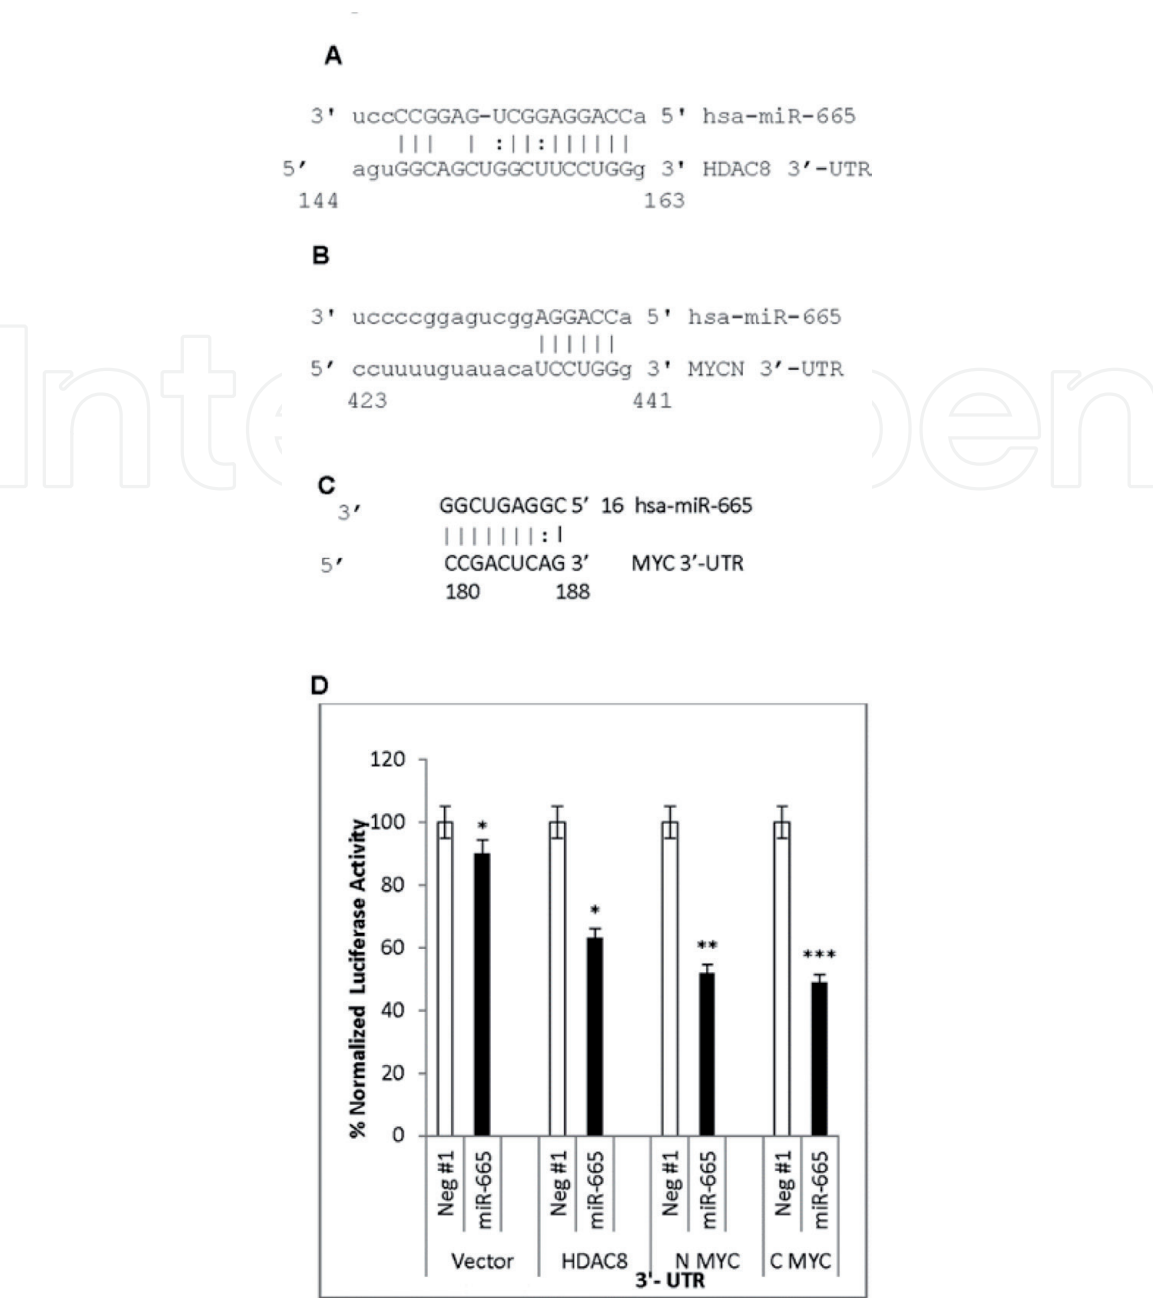 A
3' uccCCGGAG-UCGGAGGACCa 5' hsa-miR-665
||| | :||:||||||
5' aguGGCAGCUGGCUUCCUGGg 3' HDAC8 3'-UTR
144 163
B
3' uccccggagucggAGGACCa 5' hsa-miR-665
||||||
5' ccuuuuguauacaUCCUGGg 3' MYCN 3'-UTR
423 441
C
3' GGCUGAGGC 5' 16 hsa-miR-665
|||||||:|
5' CCGACUCAG 3' MYC 3'-UTR
180 188
D
% Normalized Luciferase Activity
120
100
80
60
40
20
0
* * ** ***
Neg #1 miR-665 Neg #1 miR-665 Neg #1 miR-665 Neg #1 miR-665
Vector HDAC8 N MYC C MYC
3'- UTR